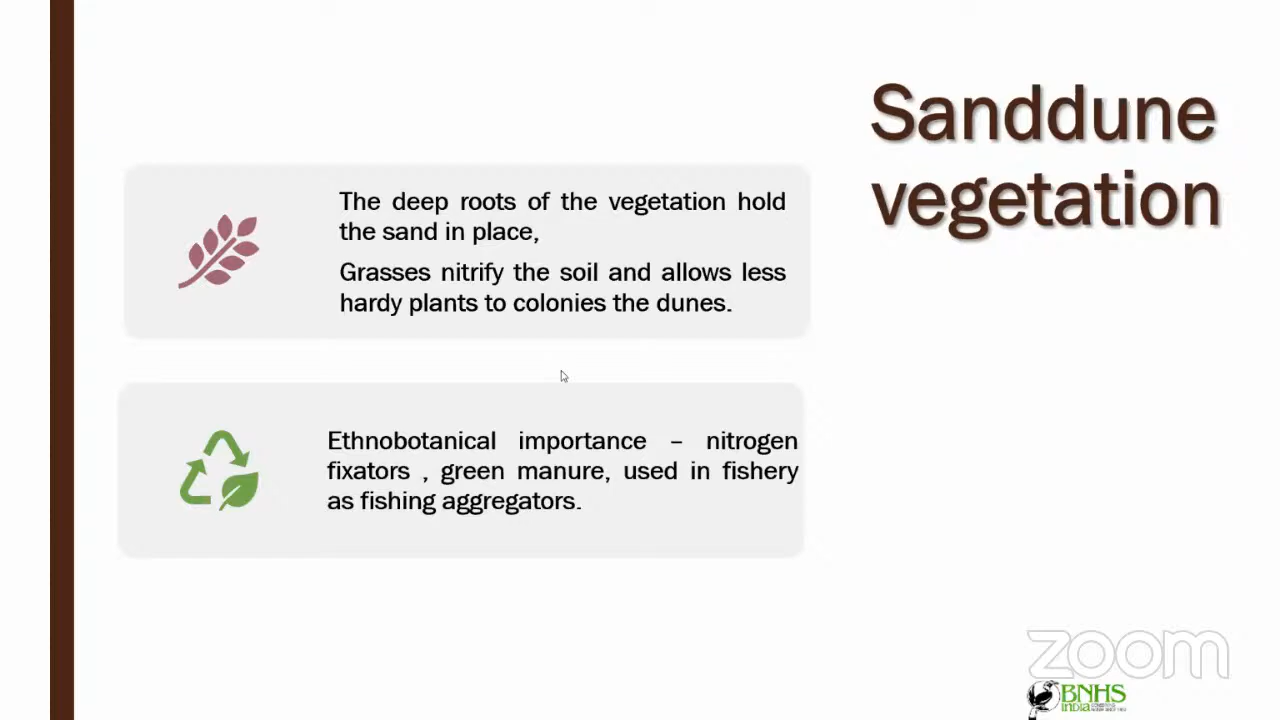 Sanddune
vegetation
The deep roots of the vegetation hold
the sand in place,
Grasses nitrify the soil and allows less
hardy plants to colonies the dunes.
Ethnobotanical importance – nitrogen
fixators , green manure, used in fishery
as fishing aggregators.
zoom
BNHS
INDIA